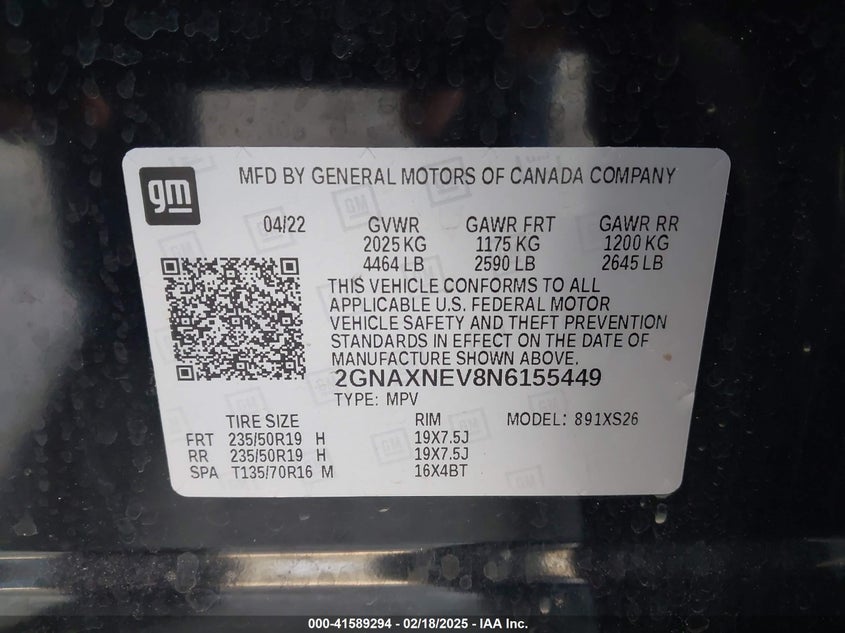 gm
MFD BY GENERAL MOTORS OF CANADA COMPANY
04/22 GVWR GAWR FRT GAWR RR
2025 KG 1175 KG 1200 KG
4464 LB 2590 LB 2645 LB
THIS VEHICLE CONFORMS TO ALL
APPLICABLE U.S. FEDERAL MOTOR
VEHICLE SAFETY AND THEFT PREVENTION
STANDARDS IN EFFECT ON THE DATE OF
MANUFACTURE SHOWN ABOVE.
2GNAXNEV8N6155449
TYPE: MPV
TIRE SIZE RIM MODEL: 891XS26
FRT 235/50R19 H 19X7.5J
RR 235/50R19 H 19X7.5J
SPA T135/70R16 M 16X4BT
000-41589294 - 02/18/2025 - IAA Inc.